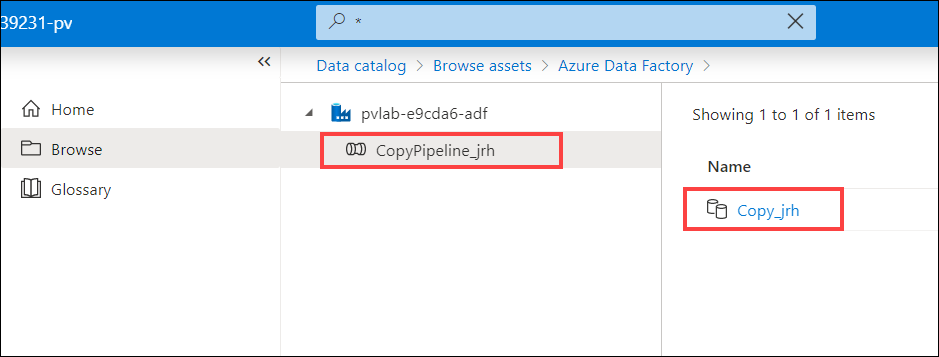 39231-pv
*
Data catalog > Browse assets > Azure Data Factory >
Home
Browse
Glossary
pvlab-e9cda6-adf
CopyPipeline_jrh
Showing 1 to 1 of 1 items
Name
Copy_jrh